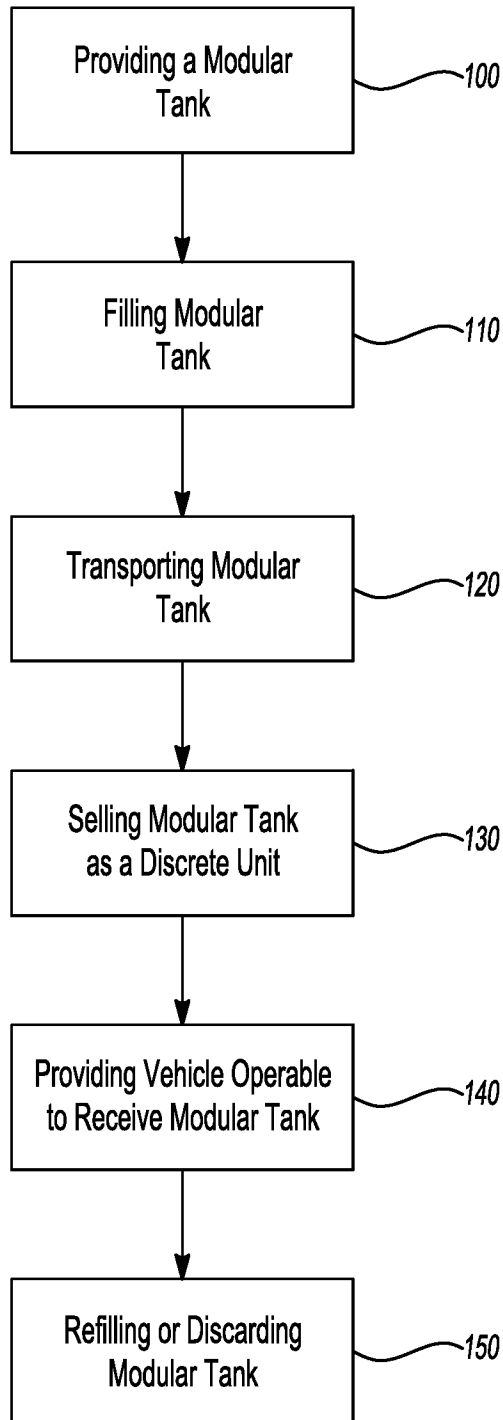 Providing a Modular
Tank
100
Filling Modular
Tank
110
Transporting Modular
Tank
120
Selling Modular Tank
as a Discrete Unit
130
Providing Vehicle Operable
to Receive Modular Tank
140
Refilling or Discarding
Modular Tank
150